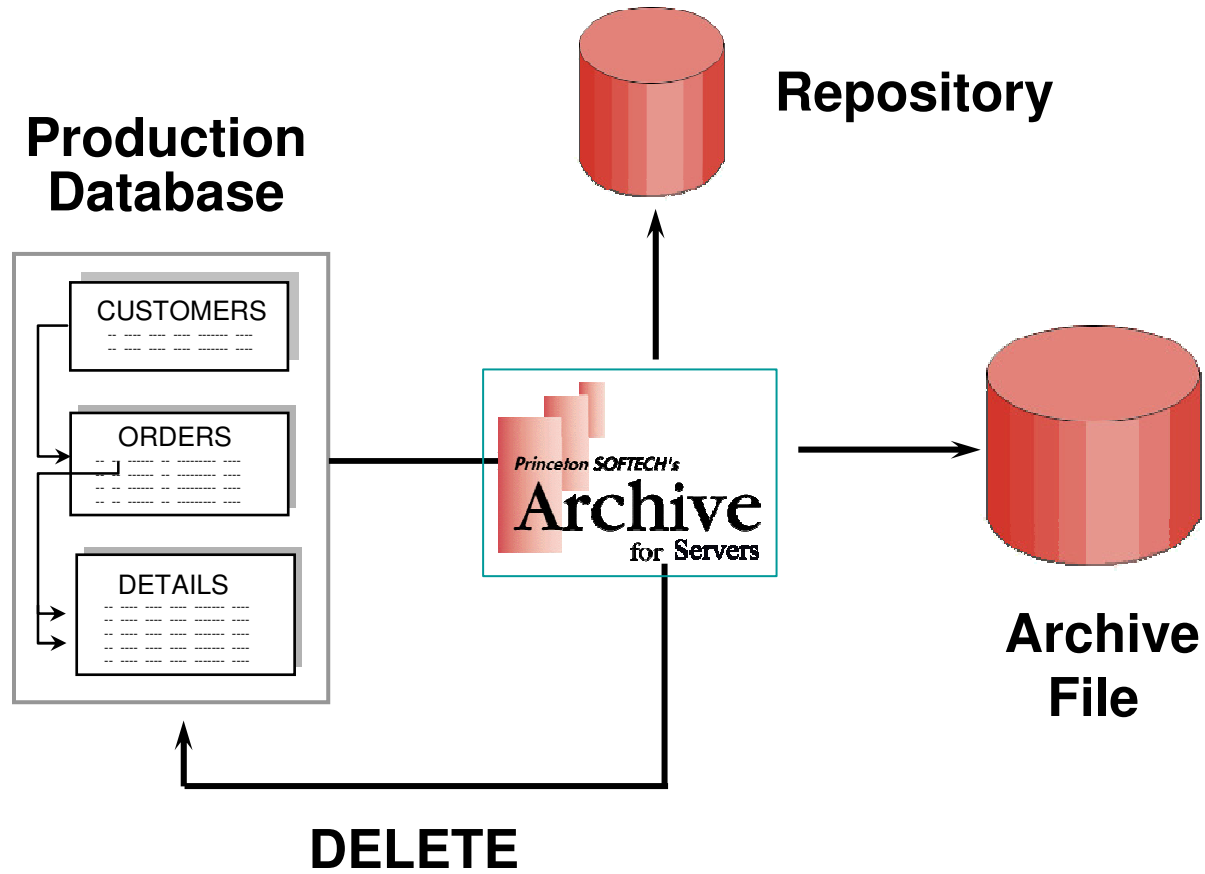 Repository
Production
Database
CUSTOMERS
ORDERS
DETAILS
Princeton SOFTECH's
Archive
for Servers
Archive
File
DELETE